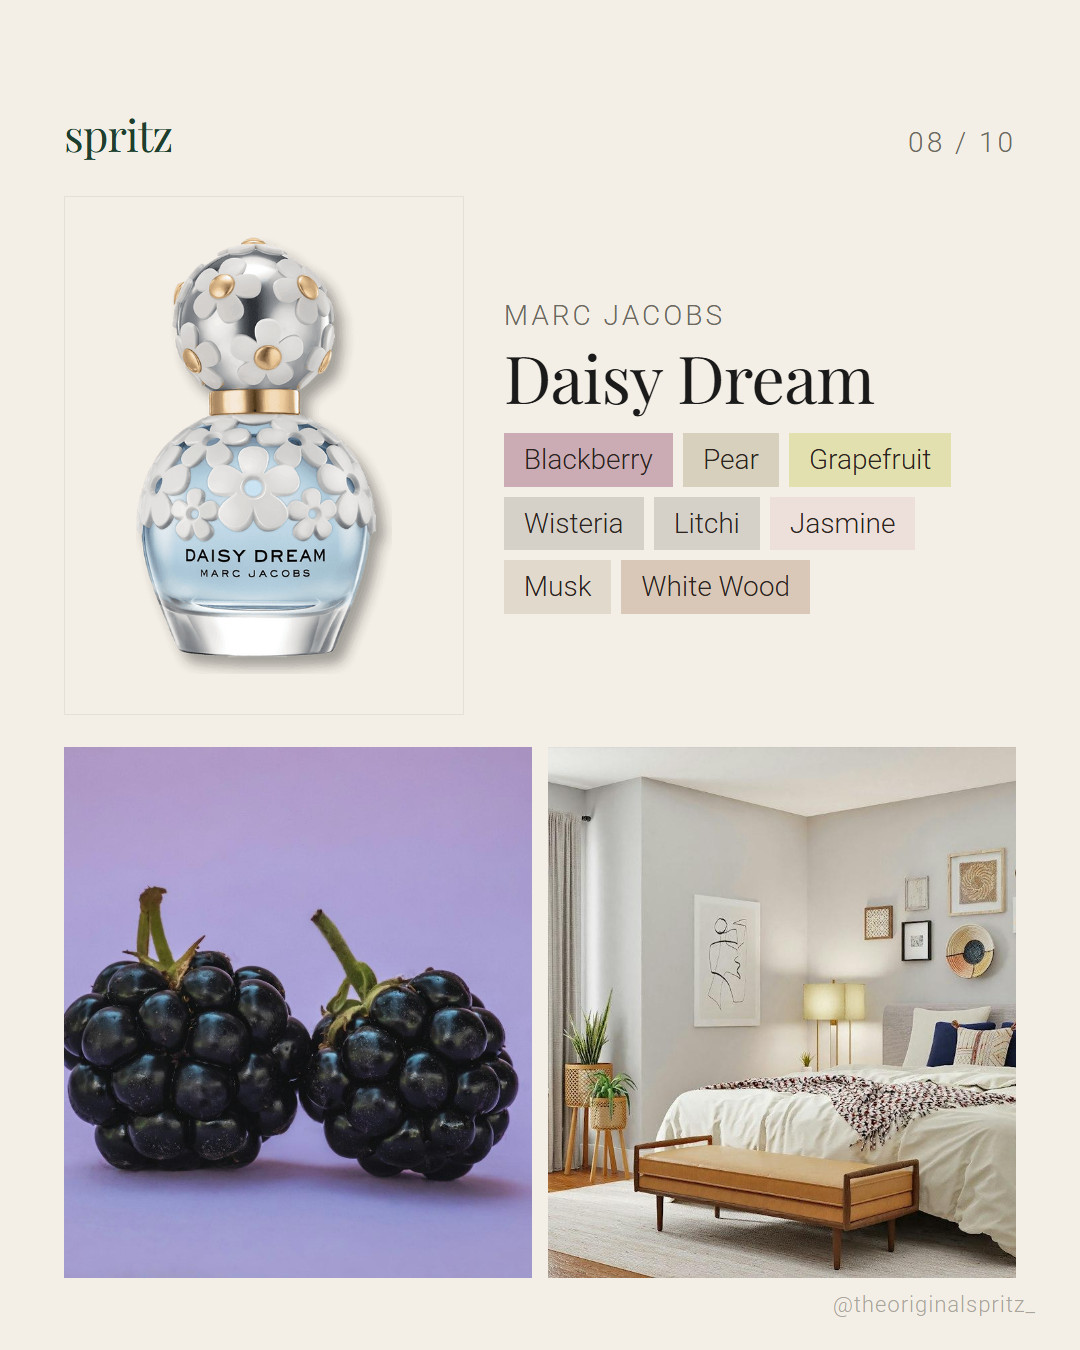 spritz
08 / 10
MARC JACOBS
Daisy Dream
Blackberry Pear Grapefruit
Wisteria Litchi Jasmine
Musk White Wood
DAISY DREAM
MARC JACOBS
@theoriginalspritz_